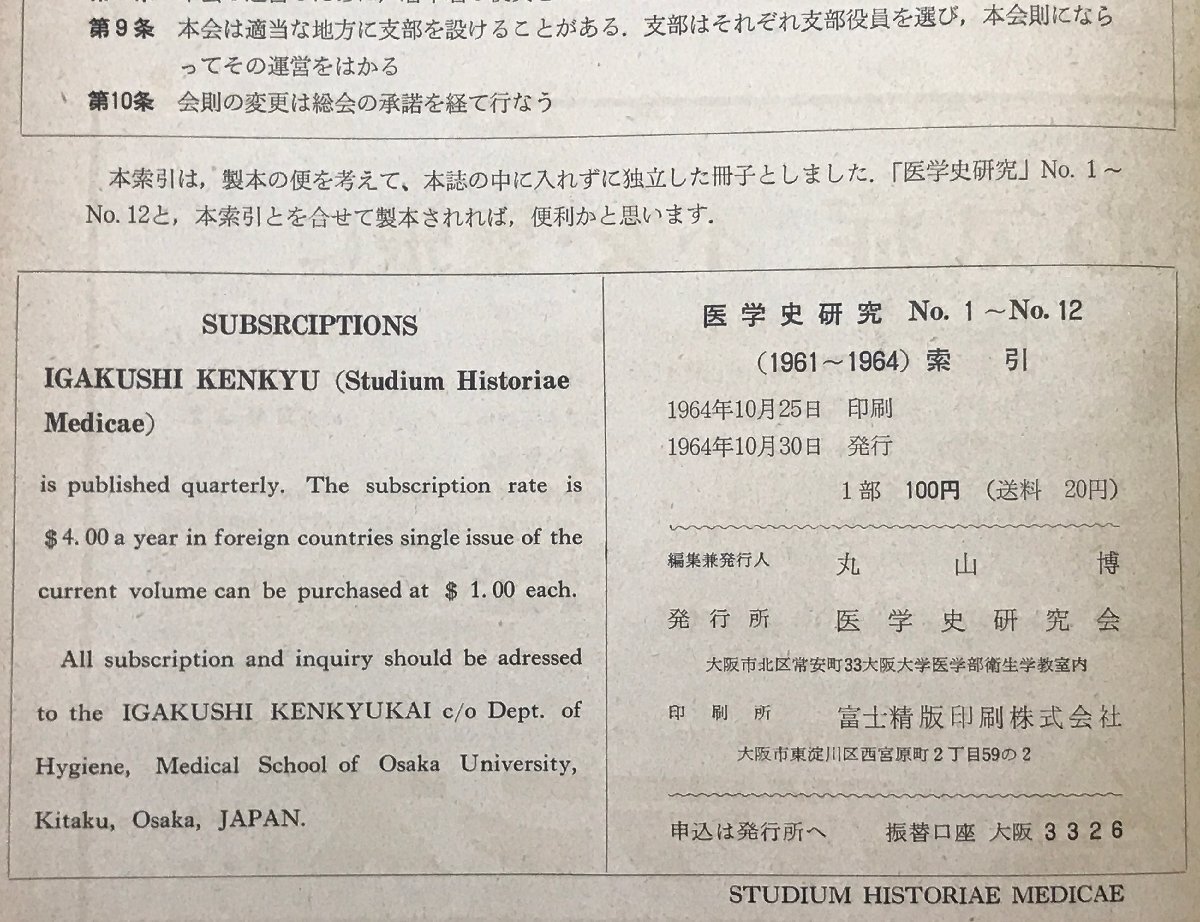 第9条 本会は適当な地方に支部を設けることがある．支部はそれぞれ支部役員を選び，本会則になら
ってその運営をはかる
第10条 会則の変更は総会の承諾を経て行なう
本索引は，製本の便を考えて、本誌の中に入れずに独立した冊子としました．「医学史研究」No. 1～
No. 12と，本索引とを合せて製本されれば，便利かと思います．
SUBSRCIPTIONS
IGAKUSHI KENKYU (Studium Historiae
Medicae)
is published quarterly. The subscription rate is
$4.00 a year in foreign countries single issue of the
current volume can be purchased at $ 1.00 each.
All subscription and inquiry should be adressed
to the IGAKUSHI KENKYUKAI c/o Dept. of
Hygiene, Medical School of Osaka University,
Kitaku, Osaka, JAPAN.
医学史研究 No. 1～No. 12
（1961～1964）索 引
1964年10月25日 印刷
1964年10月30日 発行
1部 100円 （送料 20円）
編集兼発行人 丸山博
発行所 医学史研究会
大阪市北区常安町33大阪大学医学部衛生学教室内
印刷所 富士精版印刷株式会社
大阪市東淀川区西宮原町2丁目59の2
申込は発行所へ 振替口座 大阪 3326
STUDIUM HISTORIAE MEDICAE